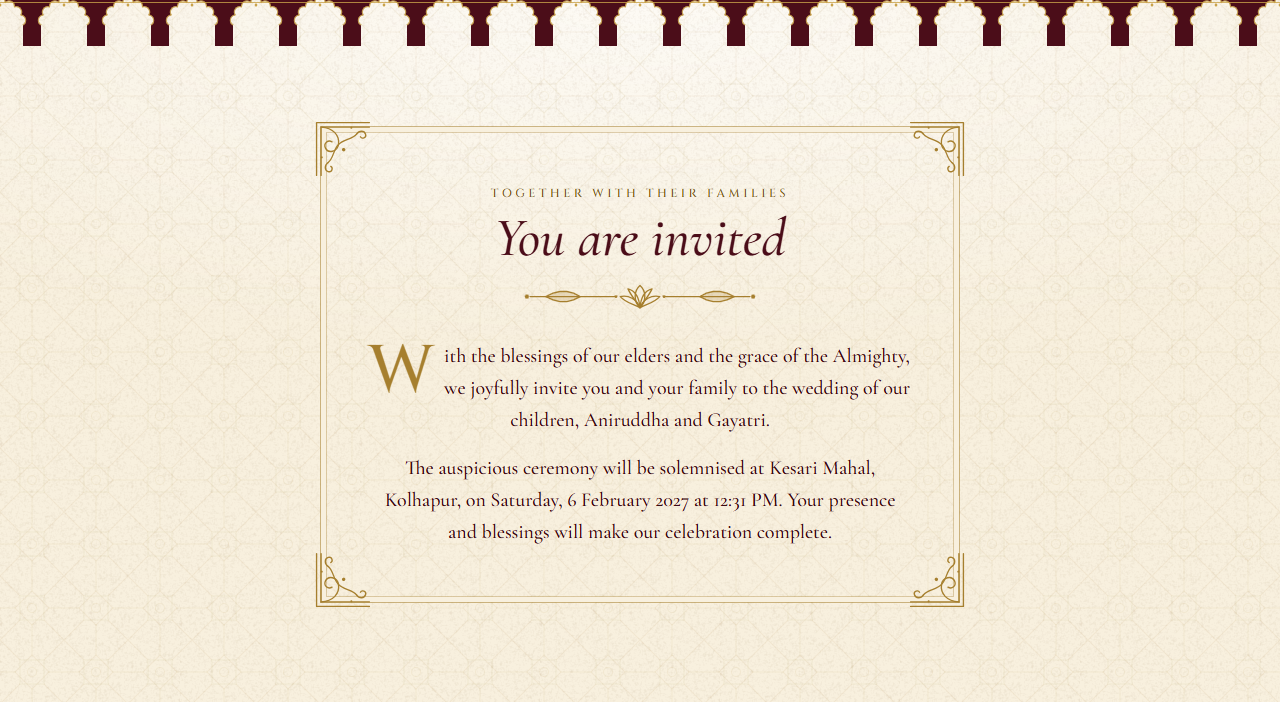 TOGETHER WITH THEIR FAMILIES
You are invited
With the blessings of our elders and the grace of the Almighty,
we joyfully invite you and your family to the wedding of our
children, Aniruddha and Gayatri.
The auspicious ceremony will be solemnised at Kesari Mahal,
Kolhapur, on Saturday, 6 February 2027 at 12:31 PM. Your presence
and blessings will make our celebration complete.